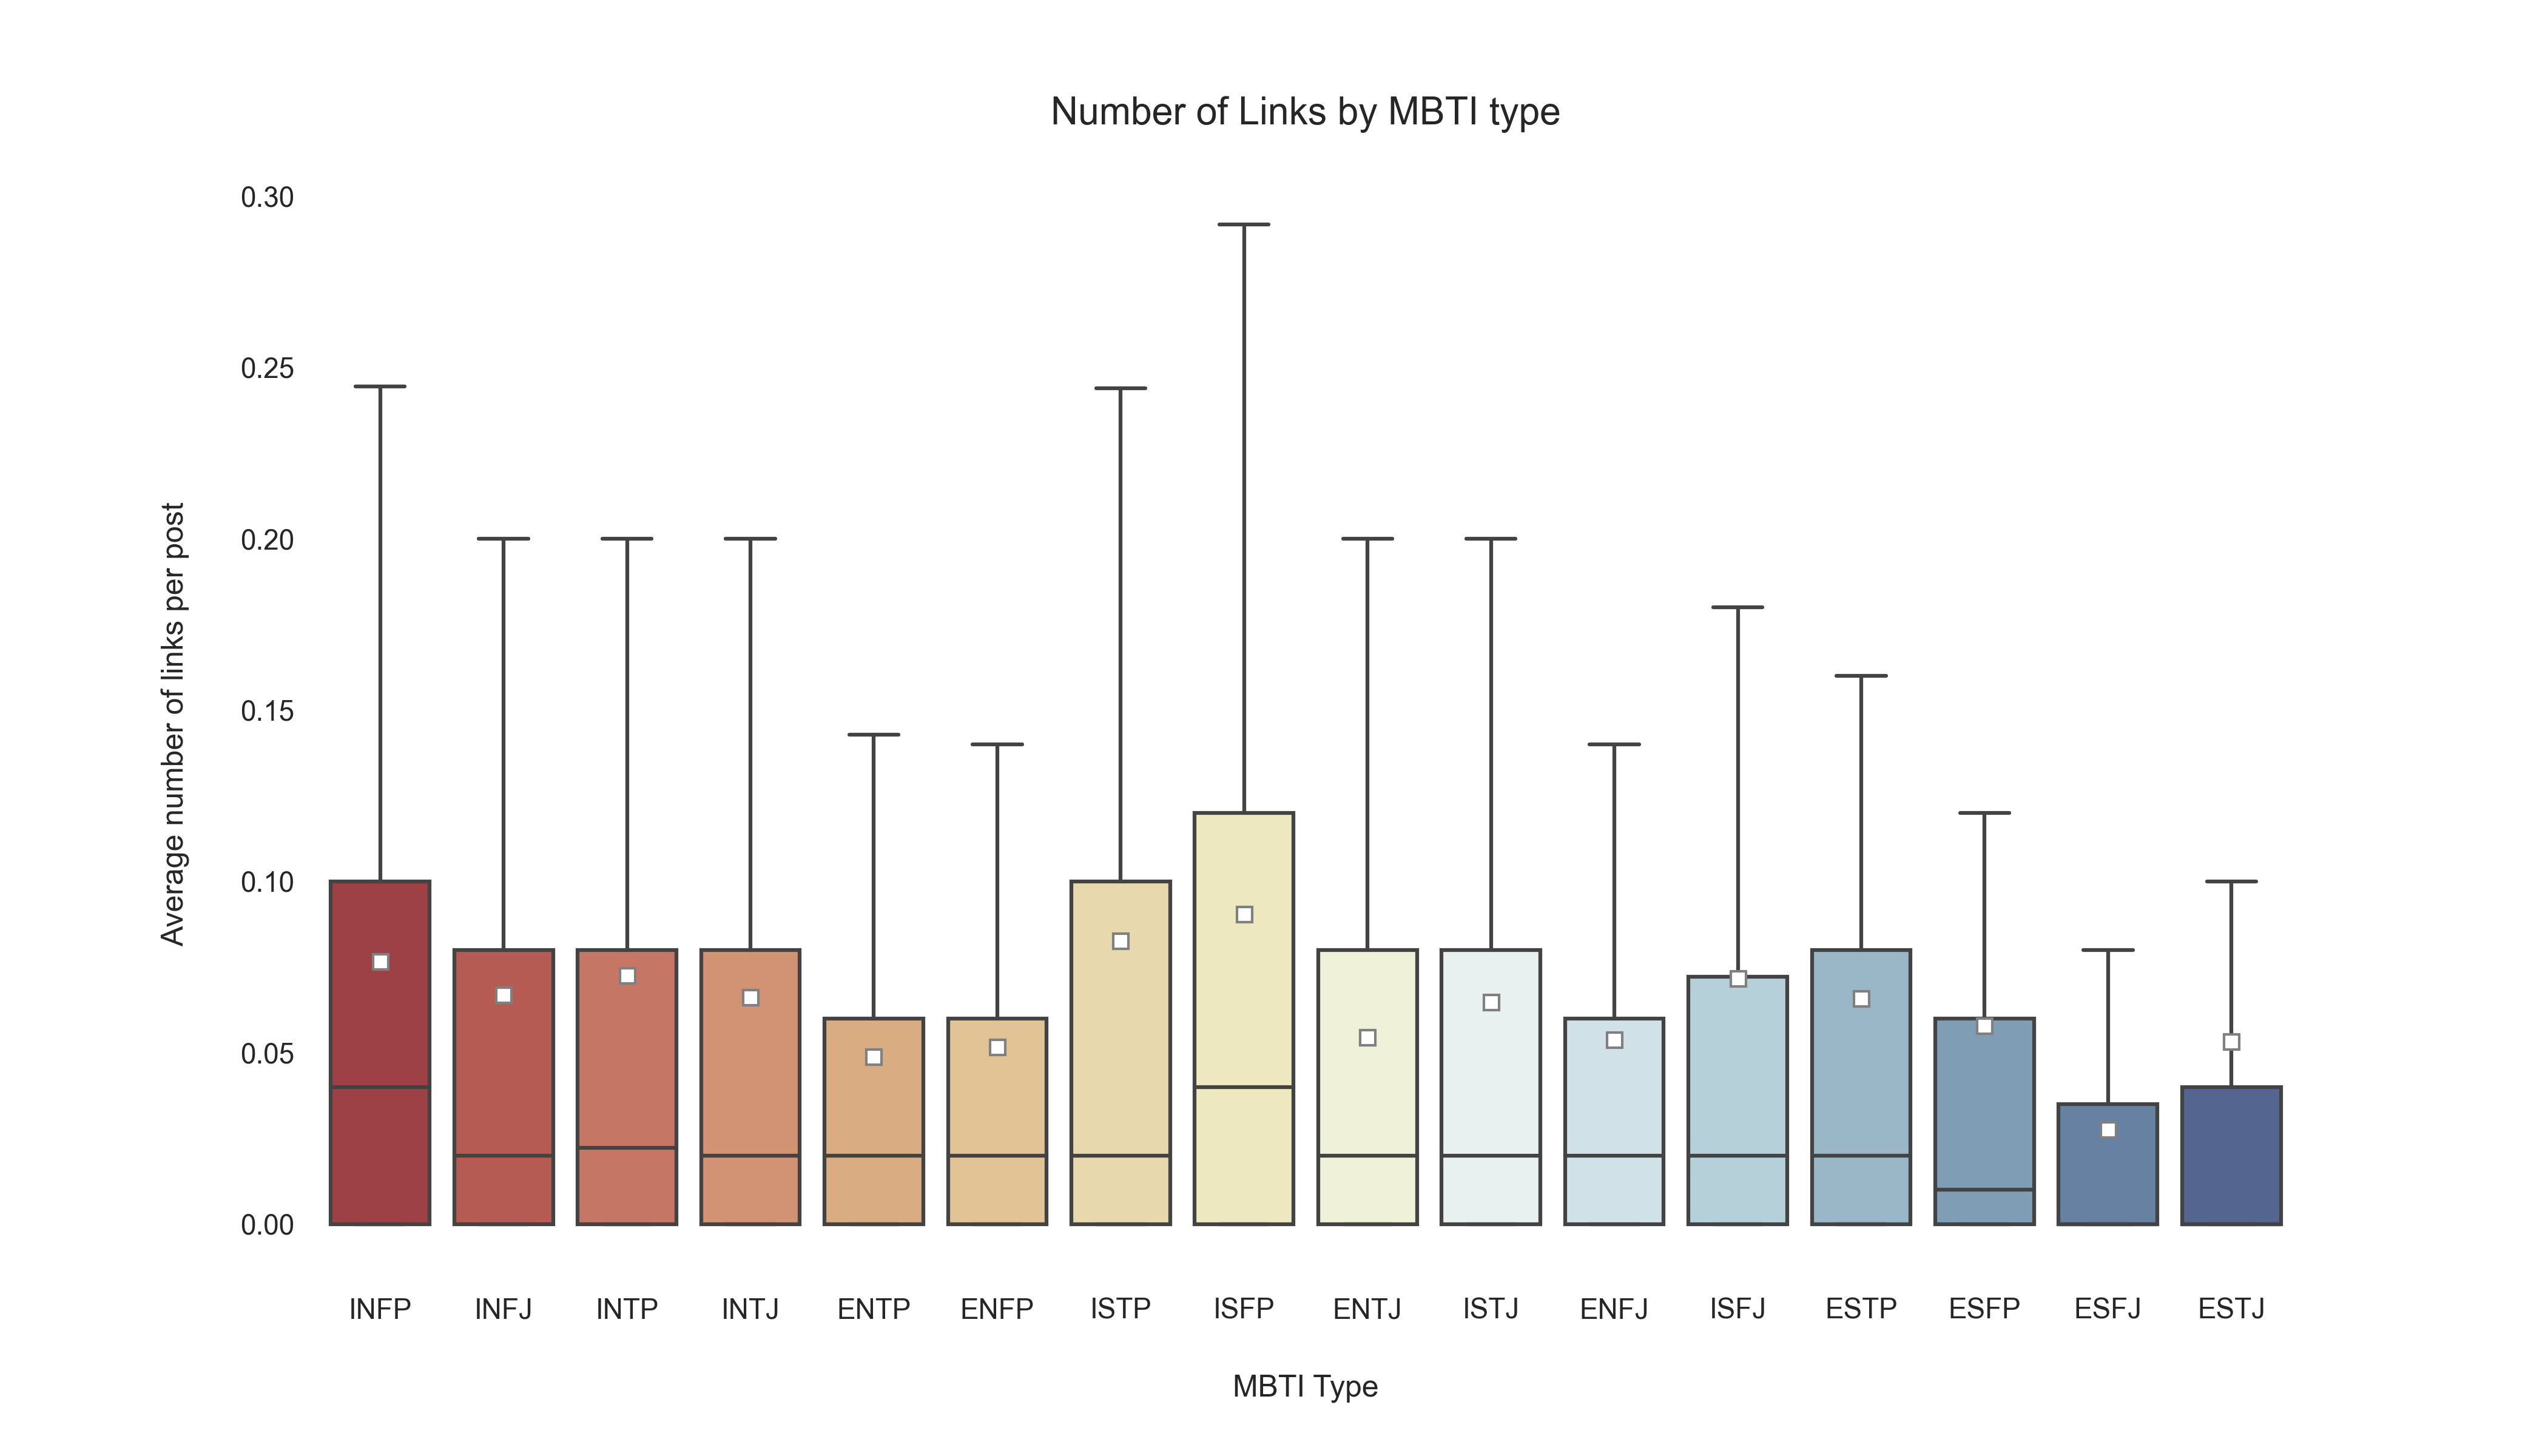 Number of Links by MBTI type
0.30
0.25
0.20
0.15
0.10
0.05
0.00
Average number of links per post
INFP INFJ INTP INTJ ENTP ENFP ISTP ISFP ENTJ ISTJ ENFJ ISFJ ESTP ESFP ESFJ ESTJ
MBTI Type